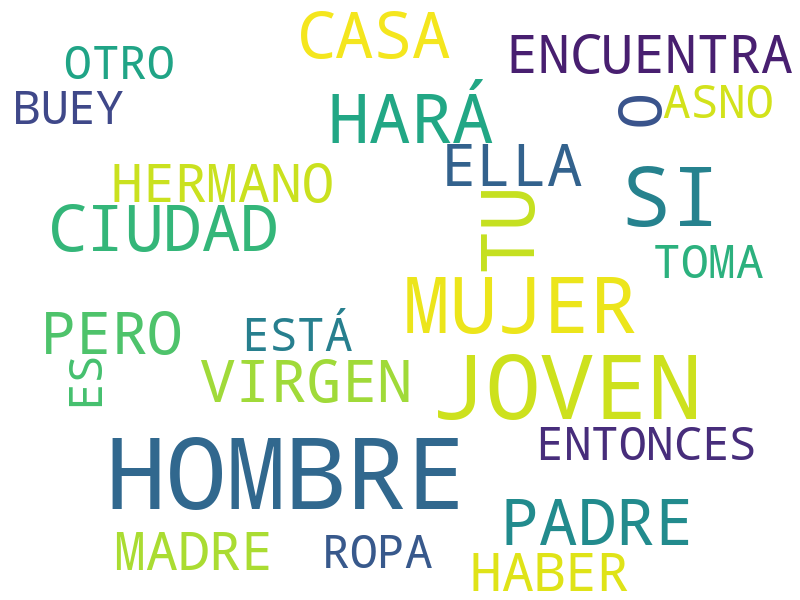 CASA
OTRO
ENCUENTRA
BUEY
HARÁ
O
ASNO
ELLA
HERMANO
SI
CIUDAD
TU
TOMA
MUJER
PERO
ESTÁ
ES
VIRGEN
JOVEN
HOMBRE
ENTONCES
PADRE
MADRE
ROPA
HABER